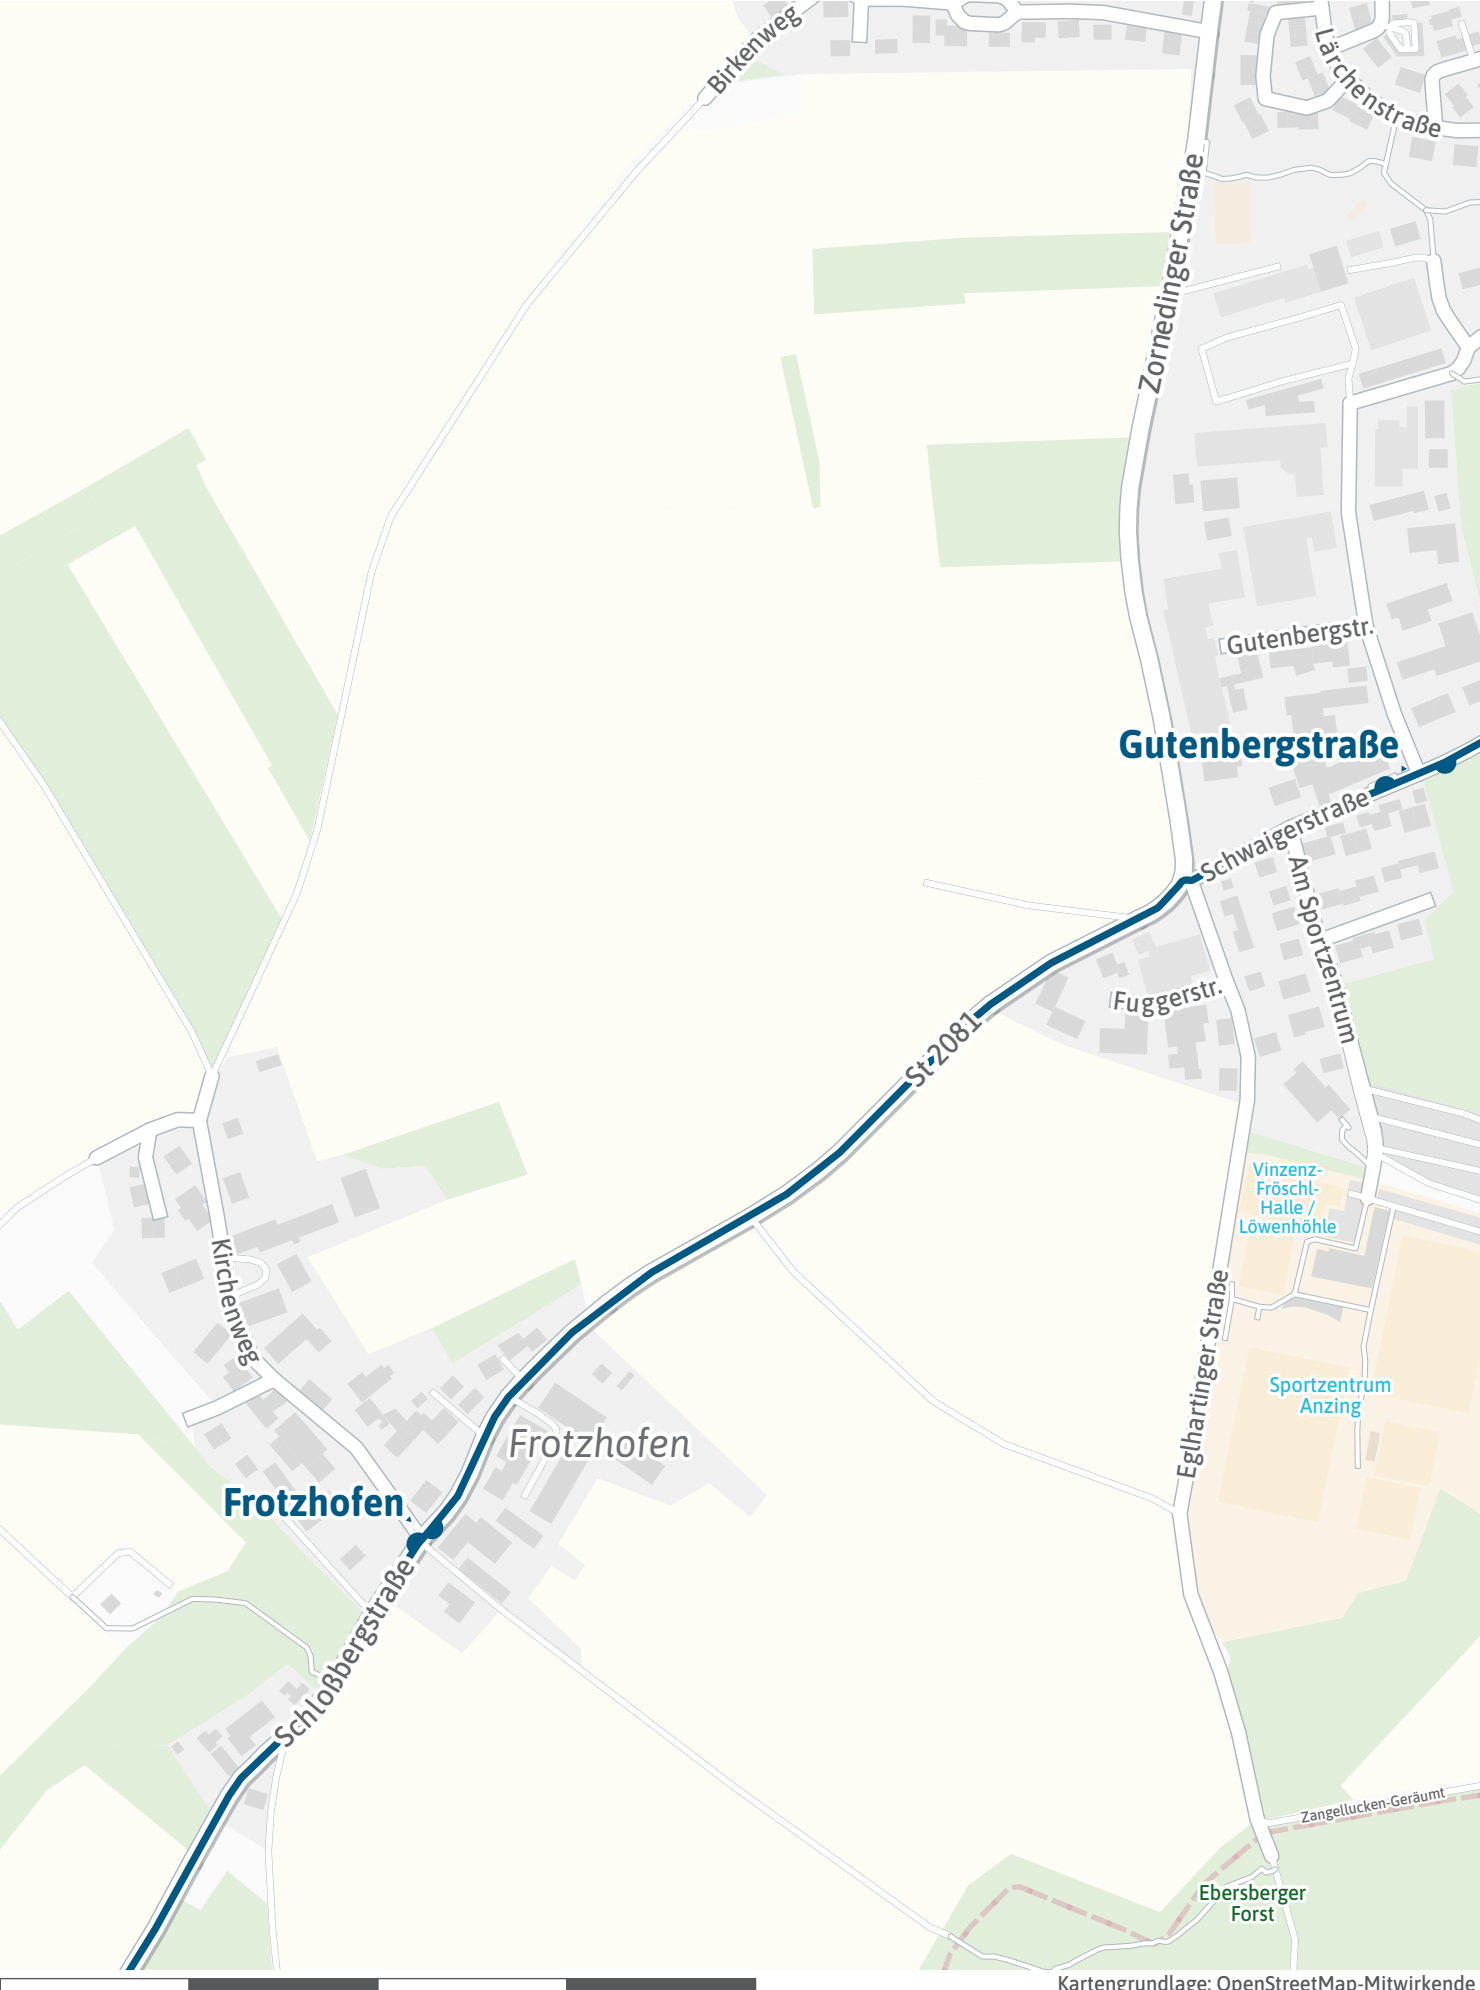 Birkenweg
Lärchenstraße
Zornedinger Straße
Gutenbergstr.
Gutenbergstraße
Schwaigerstraße
Am Sportzentrum
Fuggerstr.
St 2081
Vinzenz-
Fröschl-
Halle /
Löwenhöhle
Kirchenweg
Eglhartinger Straße
Sportzentrum
Anzing
Frotzhofen
Frotzhofen
Schloßbergstraße
Zangellucken-Geräumt
Ebersberger
Forst
Kartengrundlage: OpenStreetMap-Mitwirkende